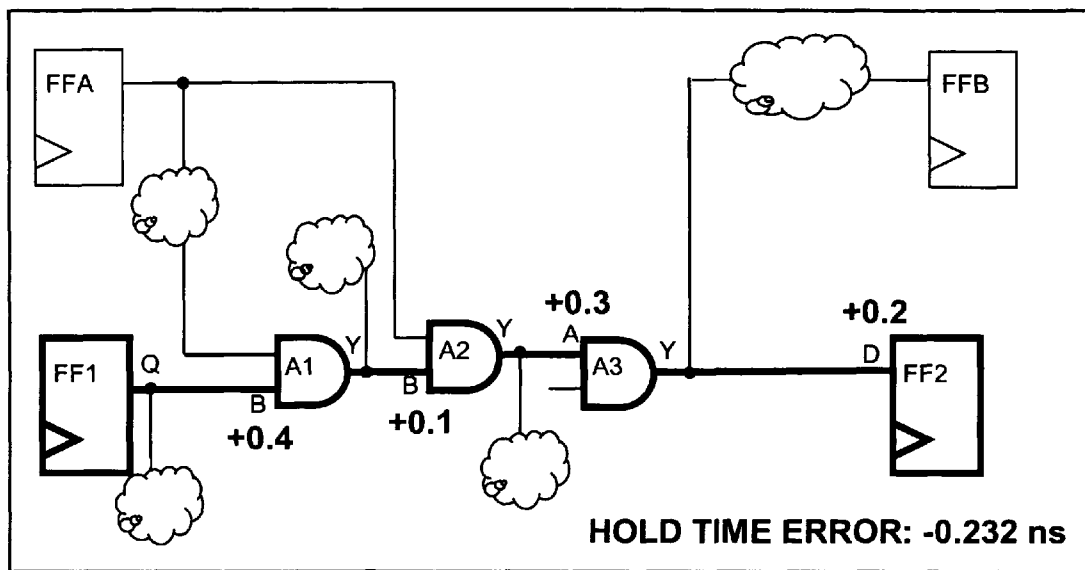 FFA
FFB
+0.3
+0.2
Q
Y
A2
Y
A
Y
D
FF1
A1
B
A3
FF2
B
+0.4
+0.1
HOLD TIME ERROR: -0.232 ns